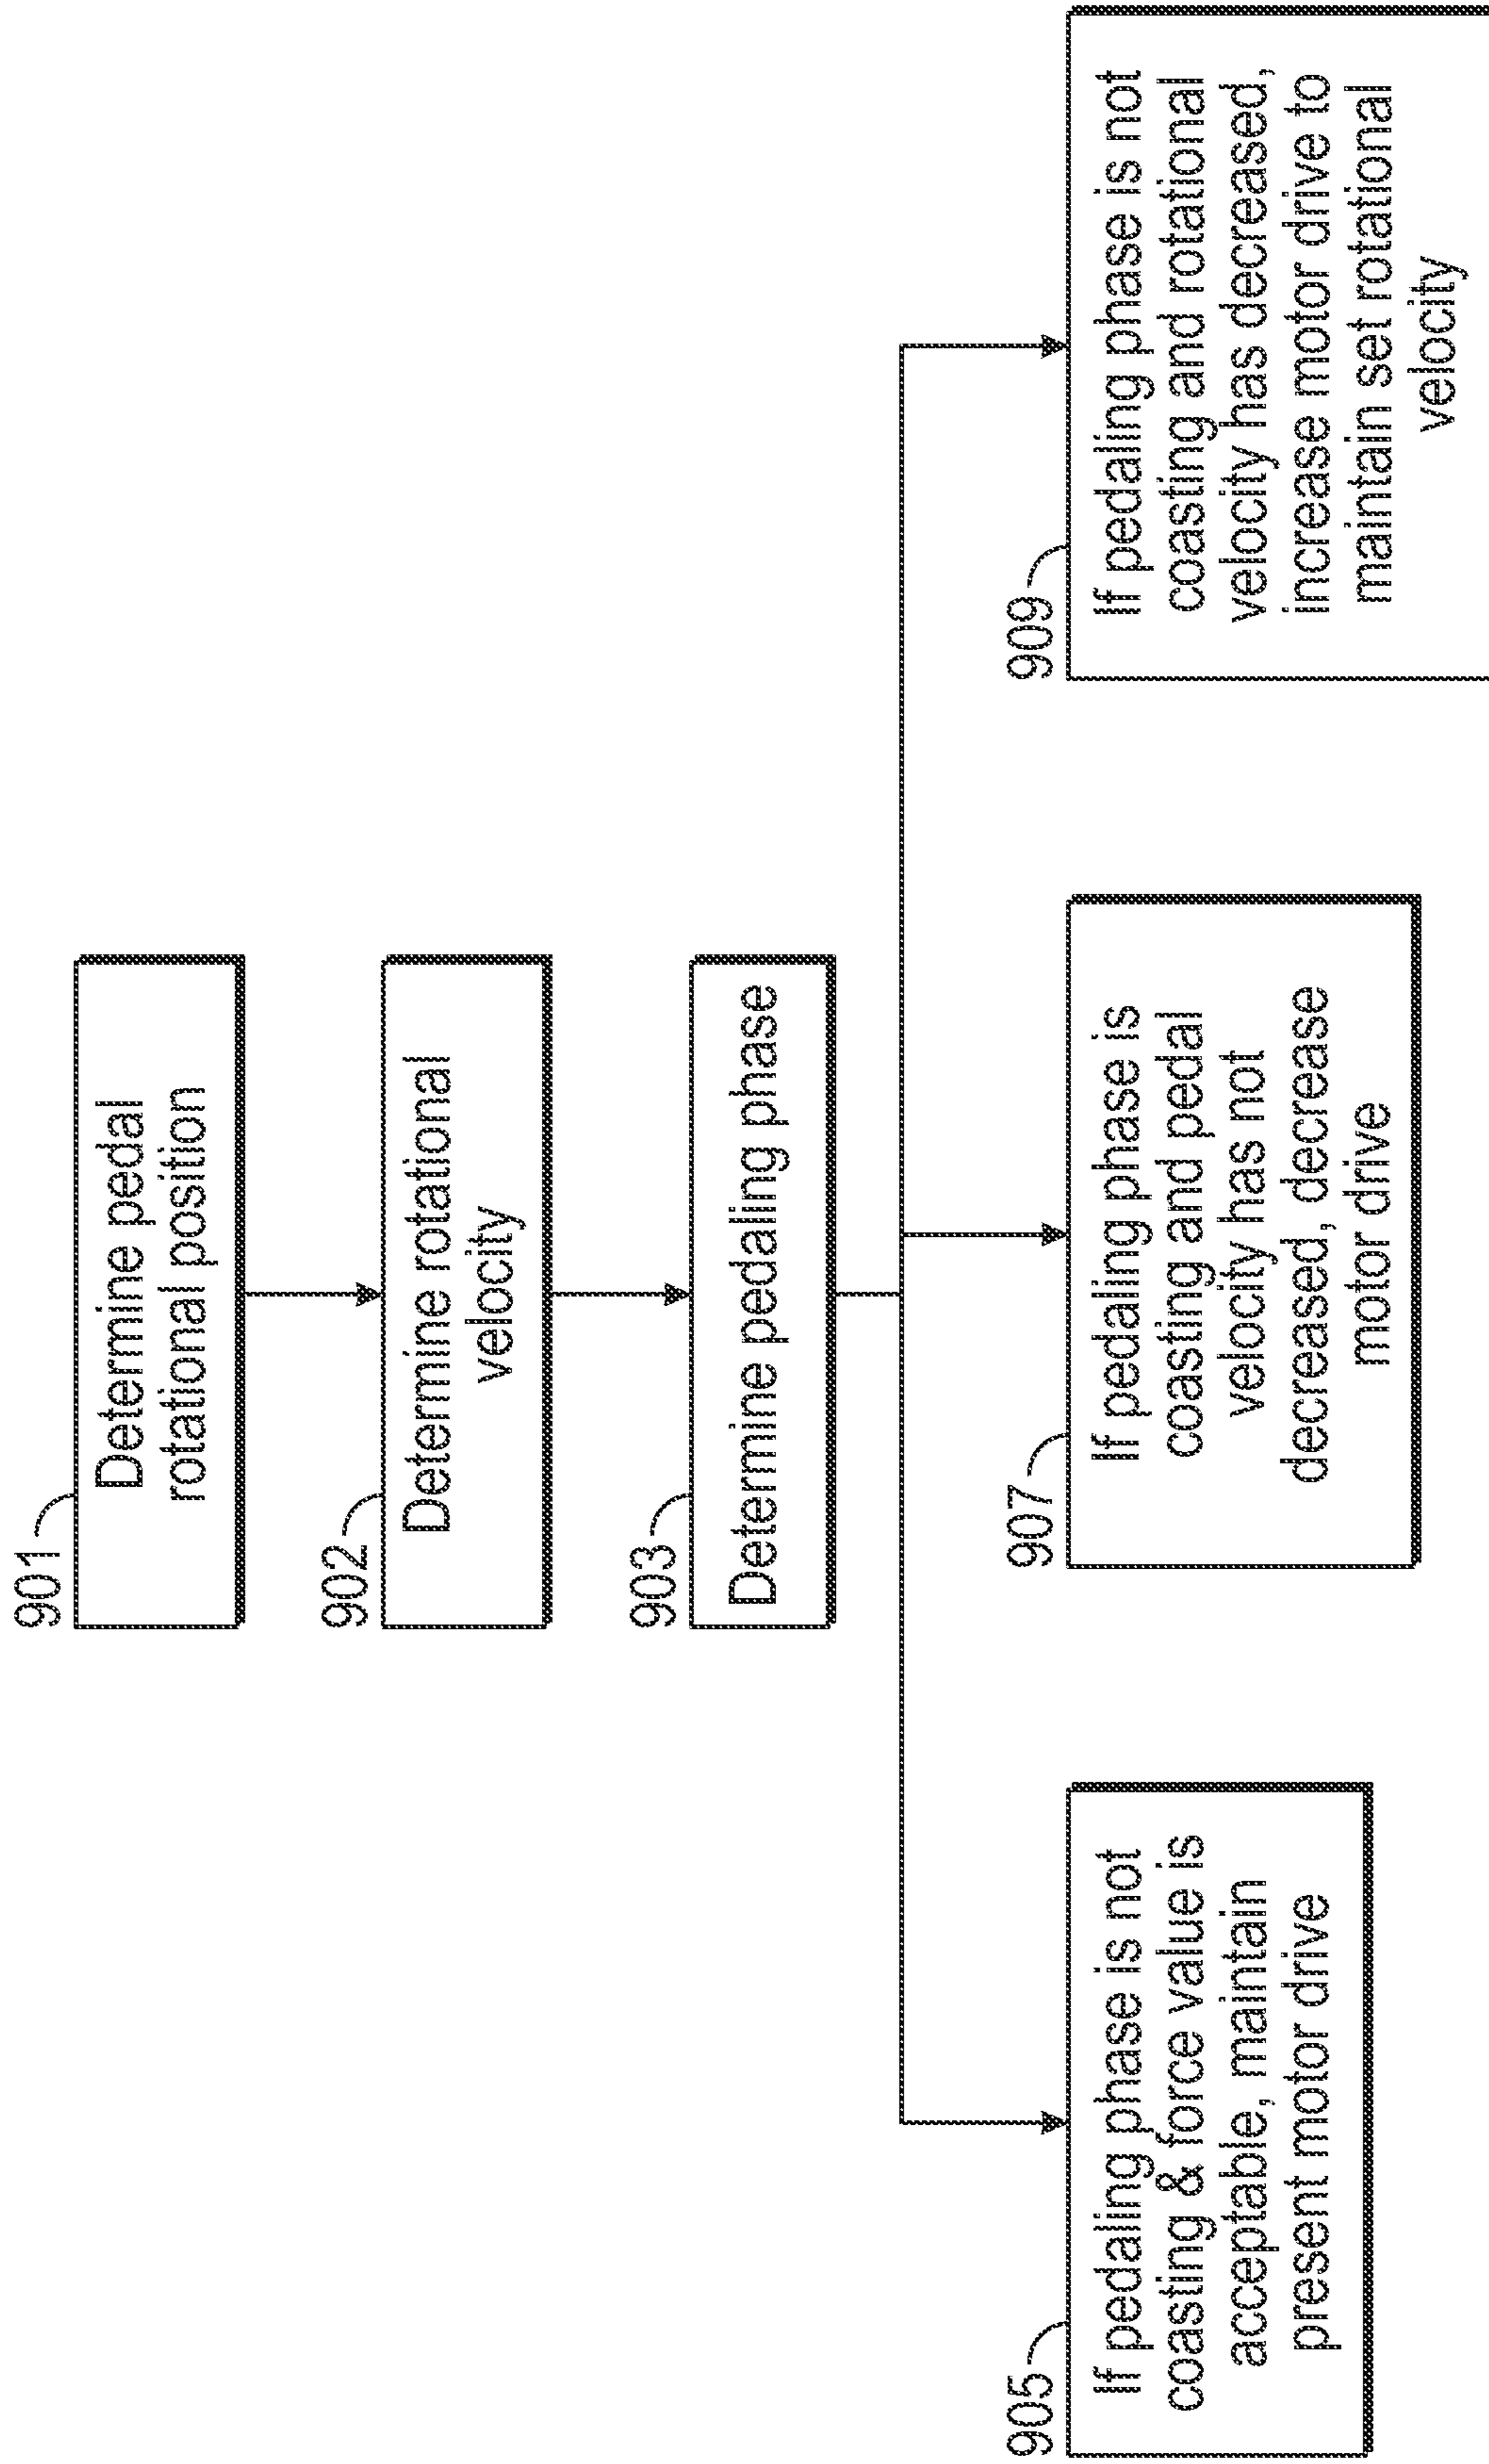 901
Determine pedal
rotational position
902
Determine rotational
velocity
903
Determine pedaling phase
905
If pedaling phase is not
coasting & force value is
acceptable, maintain
present motor drive
907
If pedaling phase is
coasting and pedal
velocity has not
decreased, decrease
motor drive
909
If pedaling phase is not
coasting and rotational
velocity has decreased,
increase motor drive to
maintain set rotational
velocity